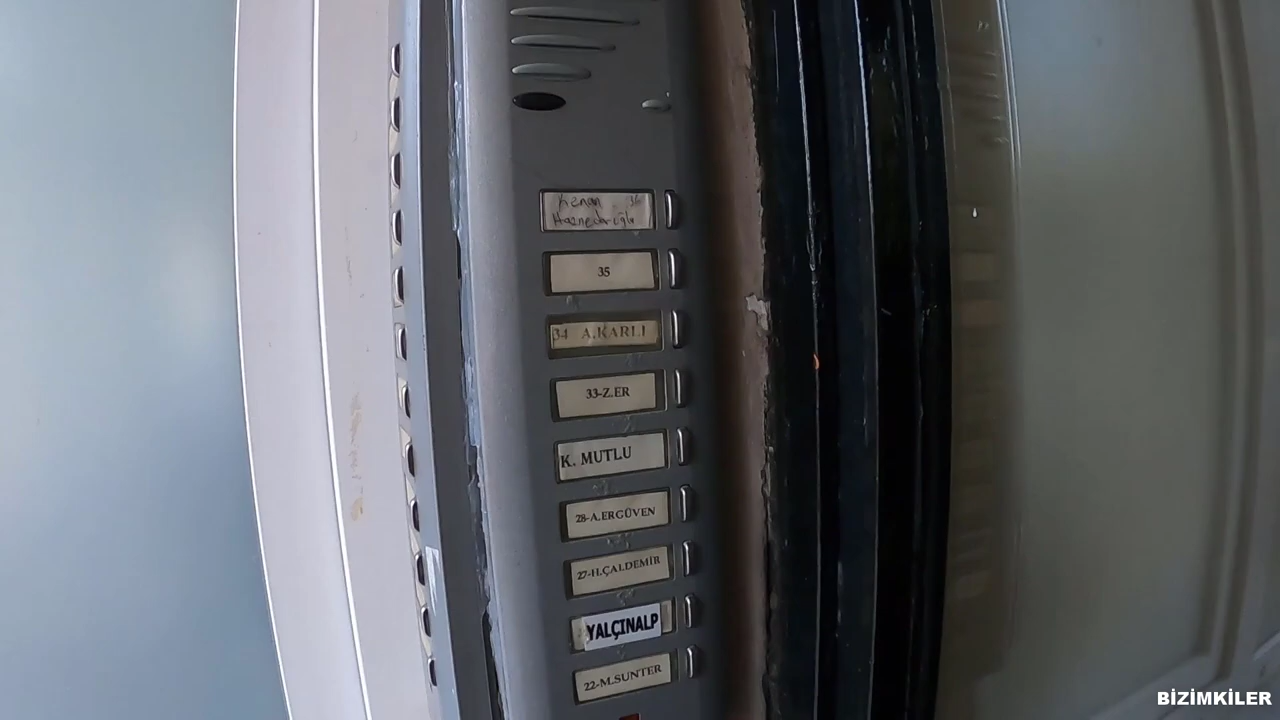 Kenan 36
Haznedaroğlu
35
34 A.KARLI
33-Z.ER
K. MUTLU
28-A.ERGÜVEN
27-H.ÇALDEMİR
YALÇINALP
22-M.SUNTER
BİZİMKİLER